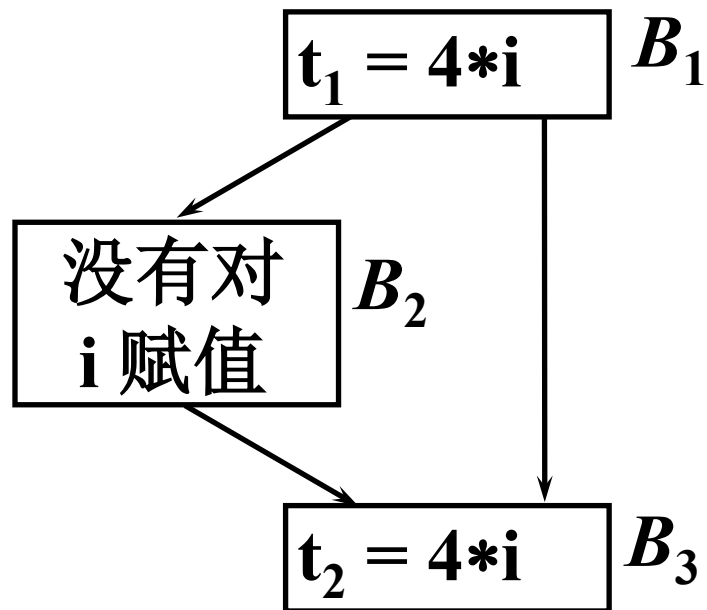 t₁ = 4*i
B₁
没有对
i 赋值
B₂
t₂ = 4*i
B₃